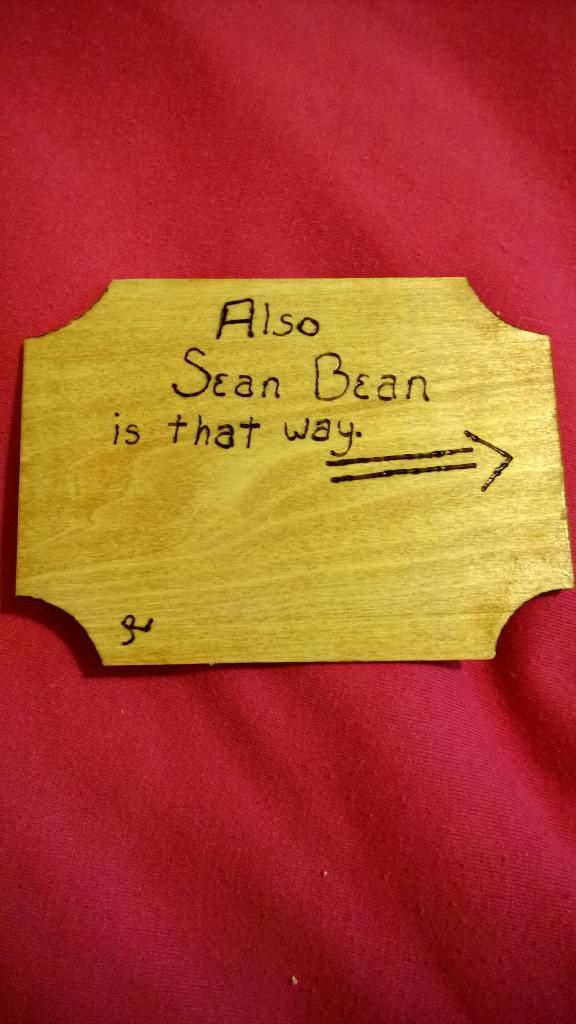 Also
Sean Bean
is that way.